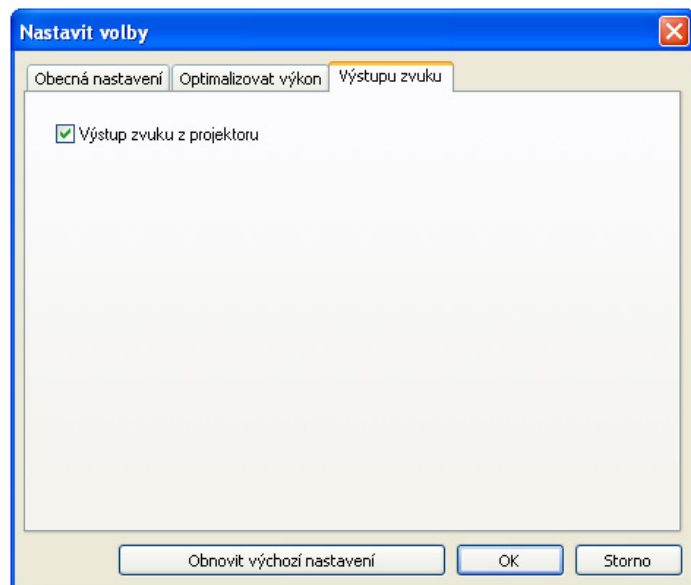 Nastavit volby
Obecná nastavení Optimalizovat výkon Výstupu zvuku
Výstup zvuku z projektoru
Obnovit výchozí nastavení OK Storno